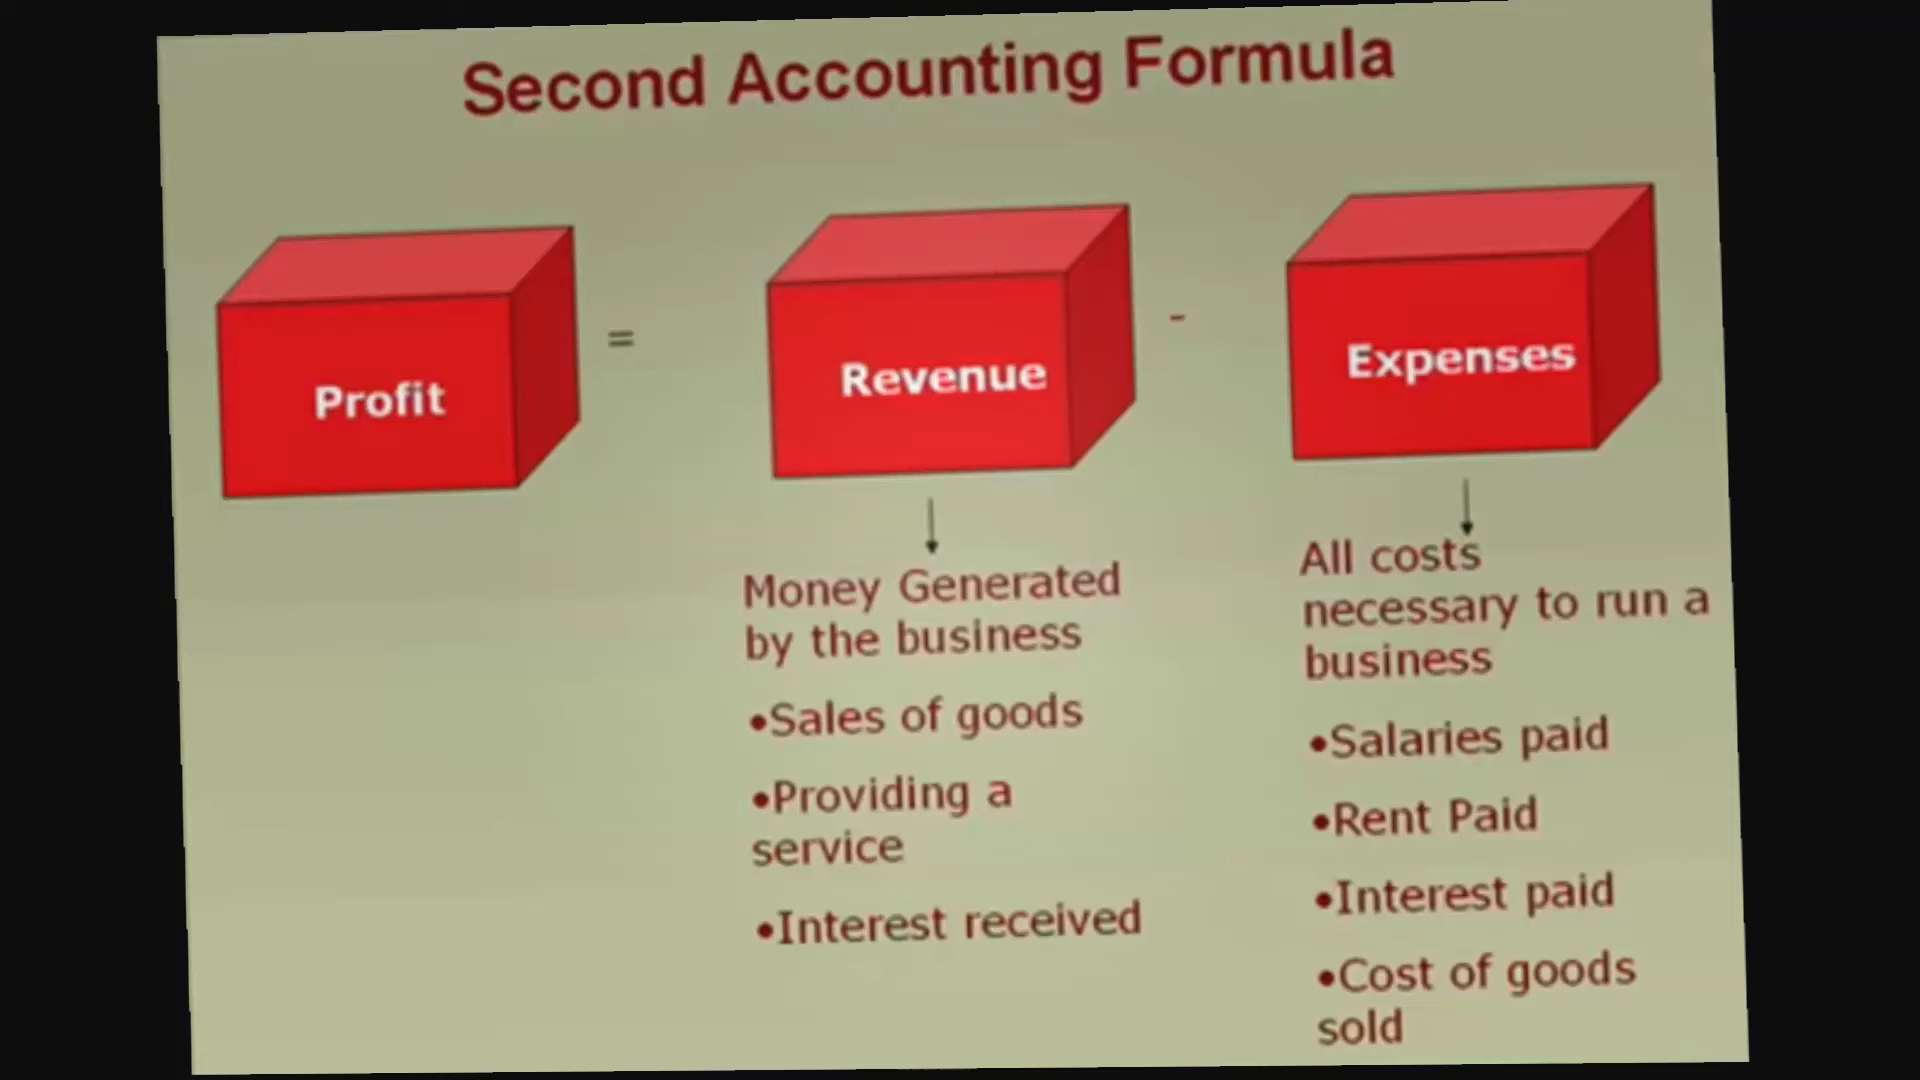 Second Accounting Formula
Profit
=
Revenue
-
Expenses
Money Generated
by the business
•Sales of goods
•Providing a
service
•Interest received
All costs
necessary to run a
business
•Salaries paid
•Rent Paid
•Interest paid
•Cost of goods
sold